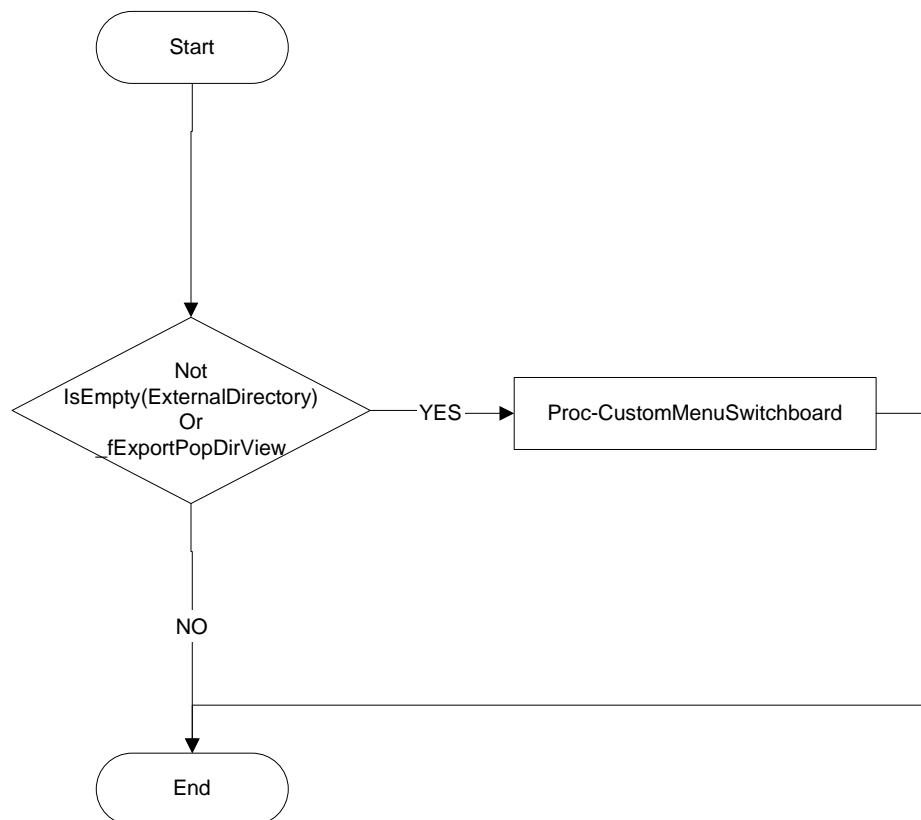 Start
Not
IsEmpty(ExternalDirectory)
Or
_fExportPopDirView
YES
Proc-CustomMenuSwitchboard
NO
End